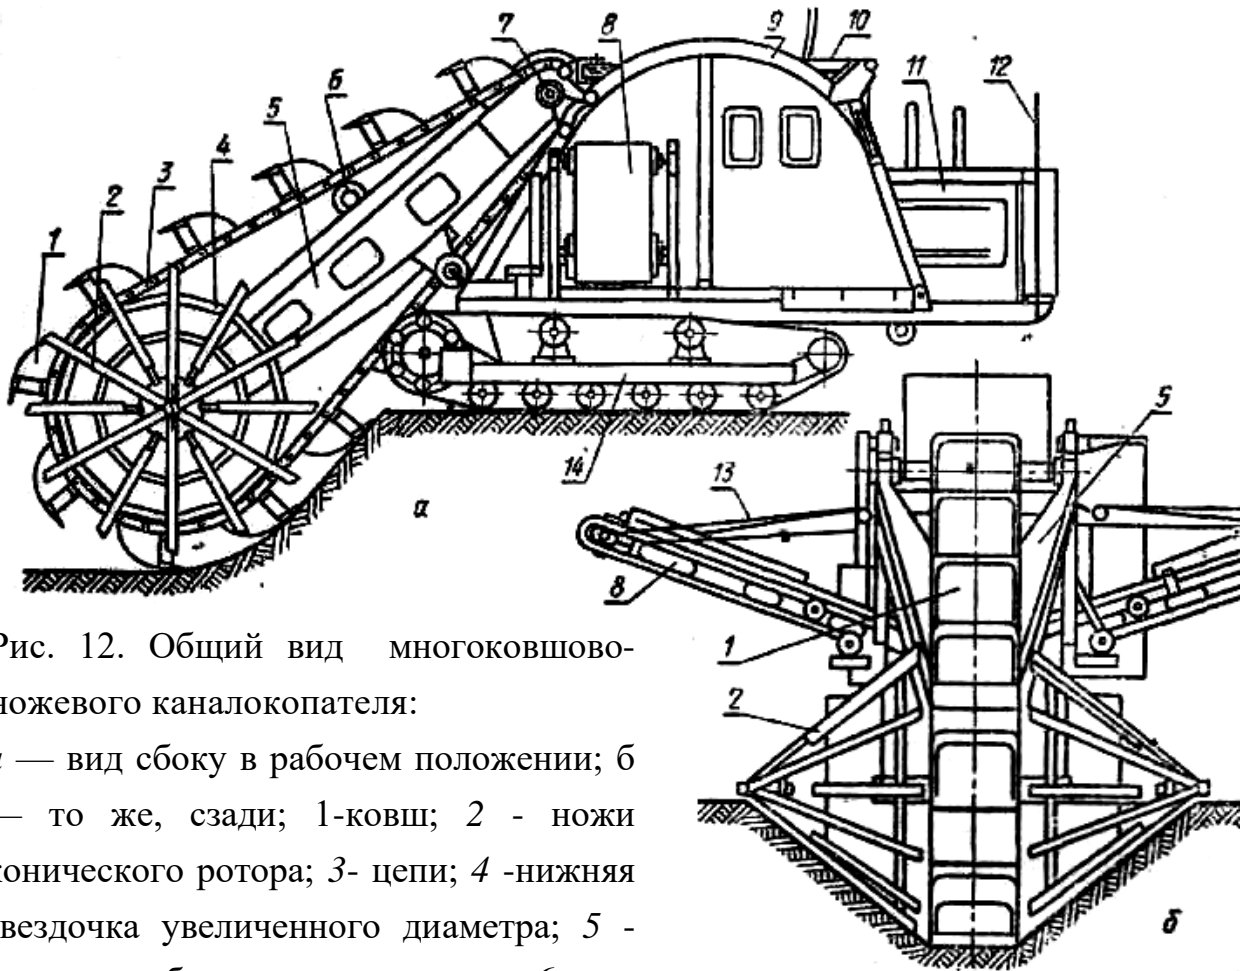 7
8
9
10
11
12
6
5
4
3
2
1
14
а
13
5
8
1
2
б
Рис. 12. Общий вид многоковшово-
ножевого каналокопателя:
а — вид сбоку в рабочем положении; б
— то же, сзади; 1-ковш; 2 - ножи
конического ротора; 3- цепи; 4 -нижняя
звездочка увеличенного диаметра; 5 -